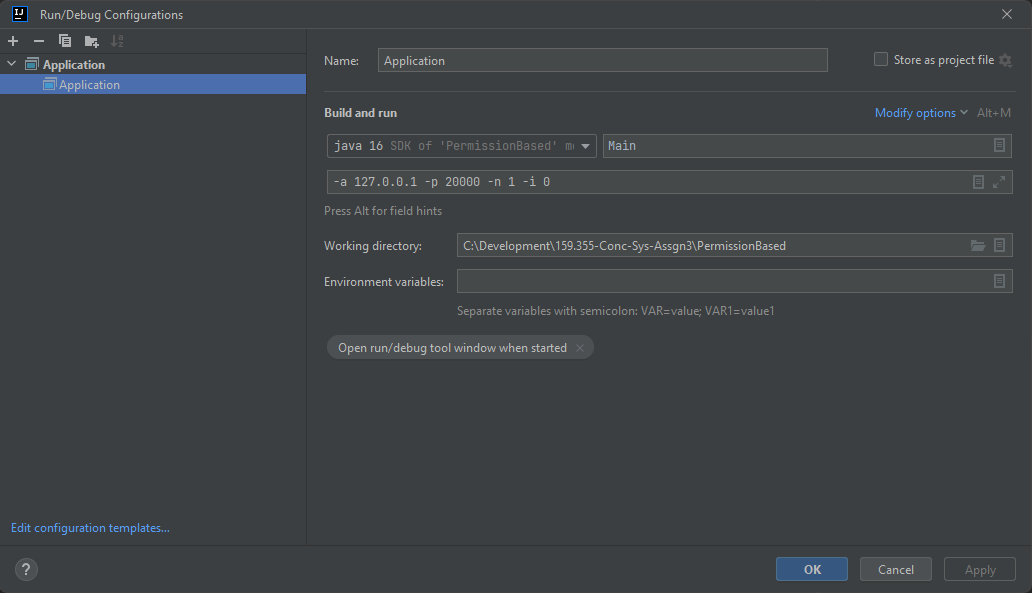 IJ Run/Debug Configurations
Application
Application
Name: Application Store as project file
Build and run Modify options Alt+M
java 16 SDK of 'PermissionBased' Main
-a 127.0.0.1 -p 20000 -n 1 -i 0
Press Alt for field hints
Working directory: C:\Development\159.355-Conc-Sys-Assgn3\PermissionBased
Environment variables:
Separate variables with semicolon: VAR=value; VAR1=value1
Open run/debug tool window when started
Edit configuration templates...
? OK Cancel Apply